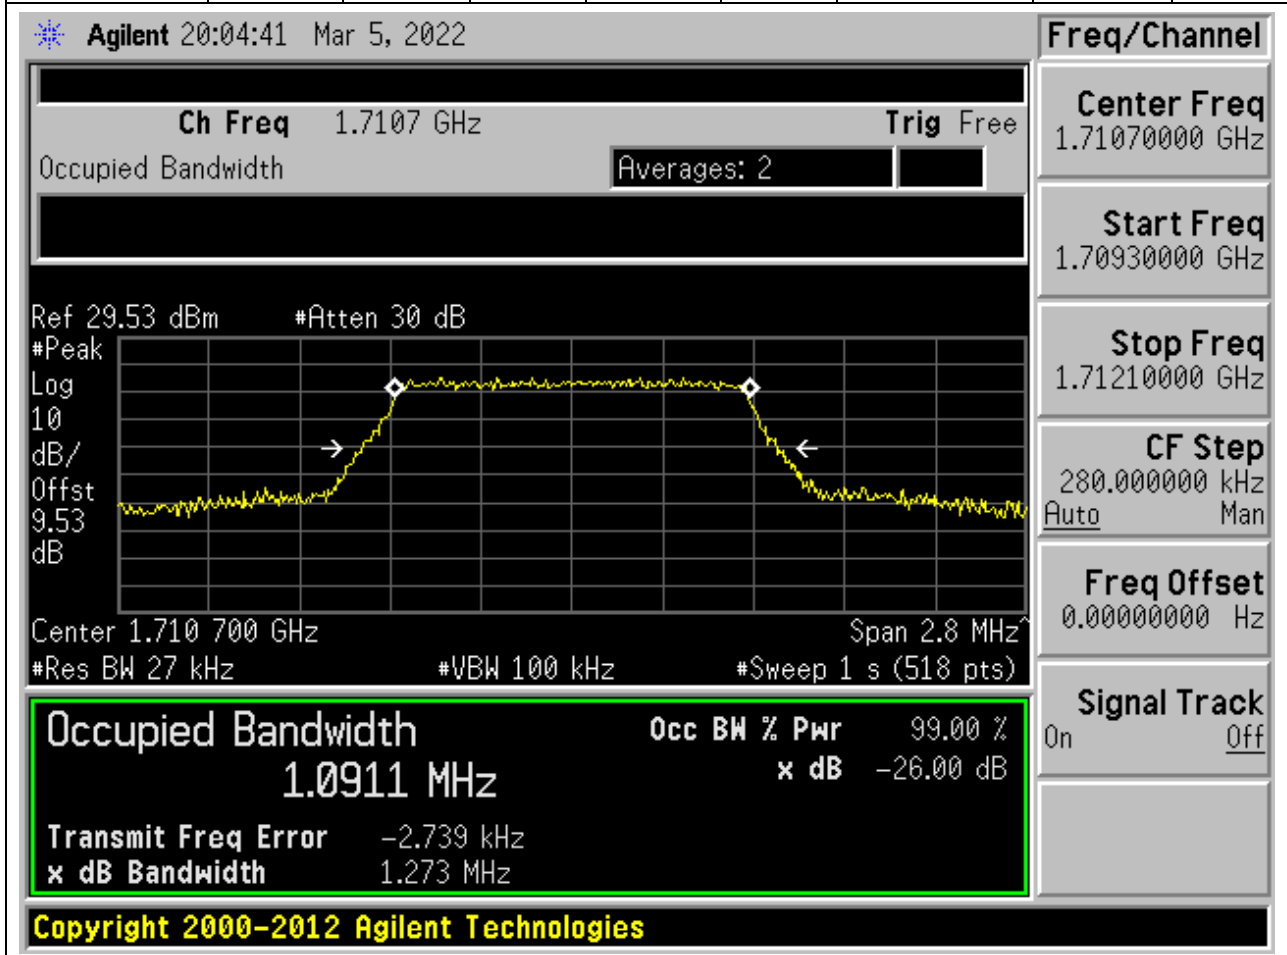 Agilent 20:04:41 Mar 5, 2022
Freq/Channel
Ch Freq 1.7107 GHz Trig Free
Occupied Bandwidth Averages: 2
Ref 29.53 dBm #Atten 30 dB
#Peak
Log
10
dB/
Offst
9.53
dB
Center 1.710 700 GHz Span 2.8 MHz^
#Res BW 27 kHz #VBW 100 kHz #Sweep 1 s (518 pts)
Occupied Bandwidth Occ BW % Pwr 99.00 %
1.0911 MHz x dB -26.00 dB
Transmit Freq Error -2.739 kHz
x dB Bandwidth 1.273 MHz
Copyright 2000-2012 Agilent Technologies
Center Freq
1.71070000 GHz
Start Freq
1.70930000 GHz
Stop Freq
1.71210000 GHz
CF Step
280.000000 kHz
Auto Man
Freq Offset
0.00000000 Hz
Signal Track
On Off